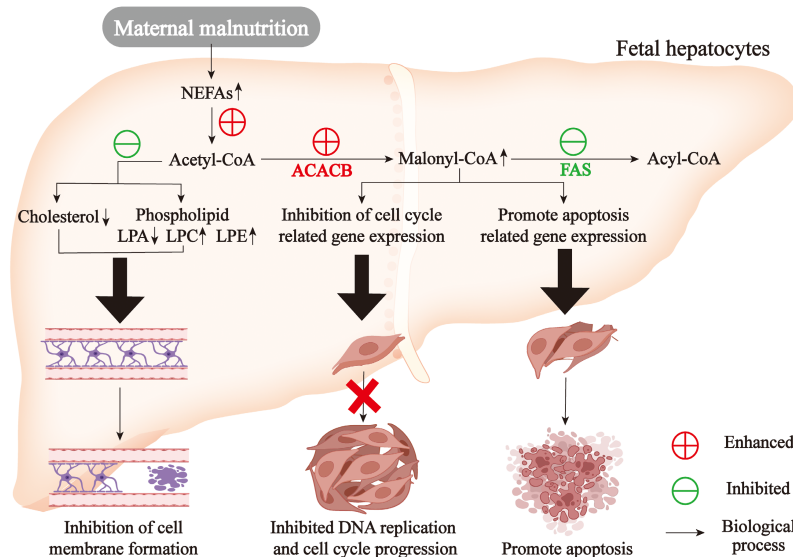 Maternal malnutrition
Fetal hepatocytes
NEFAs↑
Acetyl-CoA
ACACB
Malonyl-CoA↑
FAS
Acyl-CoA
Cholesterol↓
Phospholipid
LPA↓ LPC↑ LPE↑
Inhibition of cell cycle
related gene expression
Promote apoptosis
related gene expression
Inhibition of cell
membrane formation
Inhibited DNA replication
and cell cycle progression
Promote apoptosis
Enhanced
Inhibited
Biological
process